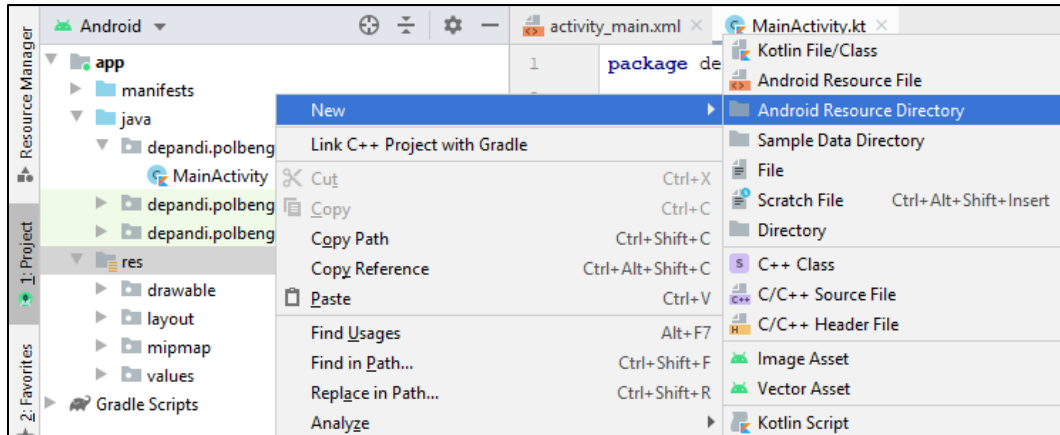 Resource Manager
1: Project
2: Favorites
Android
app
manifests
java
depandi.polbeng
MainActivity
depandi.polbeng
depandi.polbeng
res
drawable
layout
mipmap
values
Gradle Scripts
activity_main.xml
MainActivity.kt
1 package de
New
Link C++ Project with Gradle
Cut Ctrl+X
Copy Ctrl+C
Copy Path Ctrl+Shift+C
Copy Reference Ctrl+Alt+Shift+C
Paste Ctrl+V
Find Usages Alt+F7
Find in Path... Ctrl+Shift+F
Replace in Path... Ctrl+Shift+R
Analyze
Kotlin File/Class
Android Resource File
Android Resource Directory
Sample Data Directory
File
Scratch File Ctrl+Alt+Shift+Insert
Directory
S C++ Class
C++ C/C++ Source File
H C/C++ Header File
Image Asset
Vector Asset
Kotlin Script